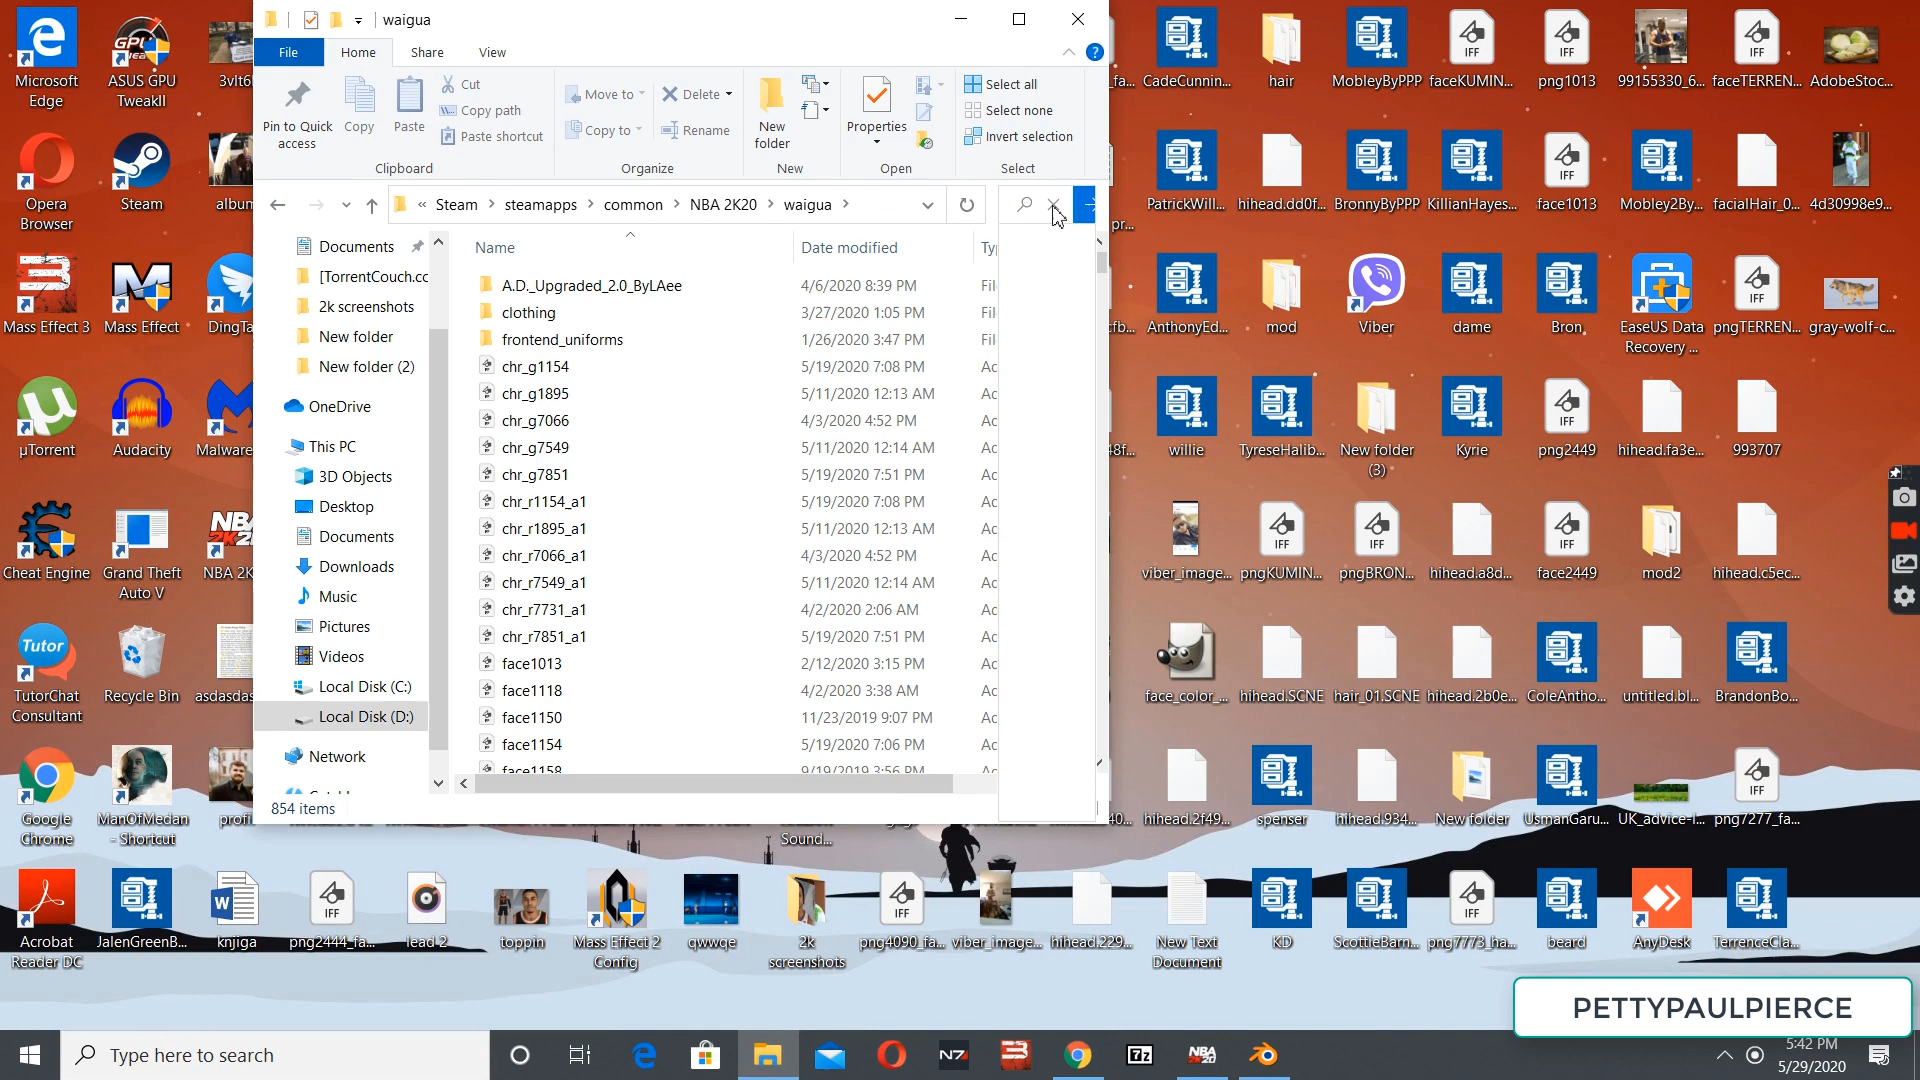 waigua
File
Home
Share
View
Pin to Quick access
Copy
Paste
Cut
Copy path
Paste shortcut
Clipboard
Move to
Copy to
Delete
Rename
Organize
New folder
New
Properties
Open
Select all
Select none
Invert selection
Select
« Steam > steamapps > common > NBA 2K20 > waigua >
Documents
[TorrentCouch.cc
2k screenshots
New folder
New folder (2)
OneDrive
This PC
3D Objects
Desktop
Documents
Downloads
Music
Pictures
Videos
Local Disk (C:)
Local Disk (D:)
Network
Name Date modified
A.D._Upgraded_2.0_ByLAee 4/6/2020 8:39 PM
clothing 3/27/2020 1:05 PM
frontend_uniforms 1/26/2020 3:47 PM
chr_g1154 5/19/2020 7:08 PM
chr_g1895 5/11/2020 12:13 AM
chr_g7066 4/3/2020 4:52 PM
chr_g7549 5/11/2020 12:14 AM
chr_g7851 5/19/2020 7:51 PM
chr_r1154_a1 5/19/2020 7:08 PM
chr_r1895_a1 5/11/2020 12:13 AM
chr_r7066_a1 4/3/2020 4:52 PM
chr_r7549_a1 5/11/2020 12:14 AM
chr_r7731_a1 4/2/2020 2:06 AM
chr_r7851_a1 5/19/2020 7:51 PM
face1013 2/12/2020 3:15 PM
face1118 4/2/2020 3:38 AM
face1150 11/23/2019 9:07 PM
face1154 5/19/2020 7:06 PM
face1158 9/19/2019 3:56 PM
854 items
Microsoft Edge
ASUS GPU TweakII
3vlt6
Opera Browser
Steam
album
Mass Effect 3
Mass Effect
DingTa
µTorrent
Audacity
Malware
Cheat Engine
Grand Theft Auto V
NBA 2K
TutorChat Consultant
Recycle Bin
asdasdas
Google Chrome
ManOfMedan - Shortcut
profi
Sound...
Acrobat Reader DC
JalenGreenB...
knjiga
png2444_fa...
lead 2
toppin
Mass Effect 2 Config
qwwqe
2k screenshots
png4090_fa...
viber_image...
hihead.229...
New Text Document
KD
ScottieBarn...
png7773_ha...
beard
AnyDesk
TerrenceCla...
CadeCunnin...
hair
MobleyByPPP
faceKUMIN...
png1013
99155330_6...
faceTERREN...
AdobeStoc...
PatrickWill...
hihead.dd0f...
BronnyByPPP
KillianHayes...
face1013
Mobley2By...
facialHair_0...
4d30998e9...
AnthonyEd...
mod
Viber
dame
Bron
EaseUS Data Recovery ...
pngTERREN...
gray-wolf-c...
willie
TyreseHalib...
New folder (3)
Kyrie
png2449
hihead.fa3e...
993707
viber_image...
pngKUMIN...
pngBRON...
hihead.a8d...
face2449
mod2
hihead.c5ec...
face_color_...
hihead.SCNE
hair_01.SCNE
hihead.2b0e...
ColeAntho...
untitled.bl...
BrandonBo...
hihead.2f49...
spenser
hihead.934...
New folder
UsmanGaru...
UK_advice-l...
png7277_fa...
PETTYPAULPIERCE
Type here to search
5:42 PM
5/29/2020